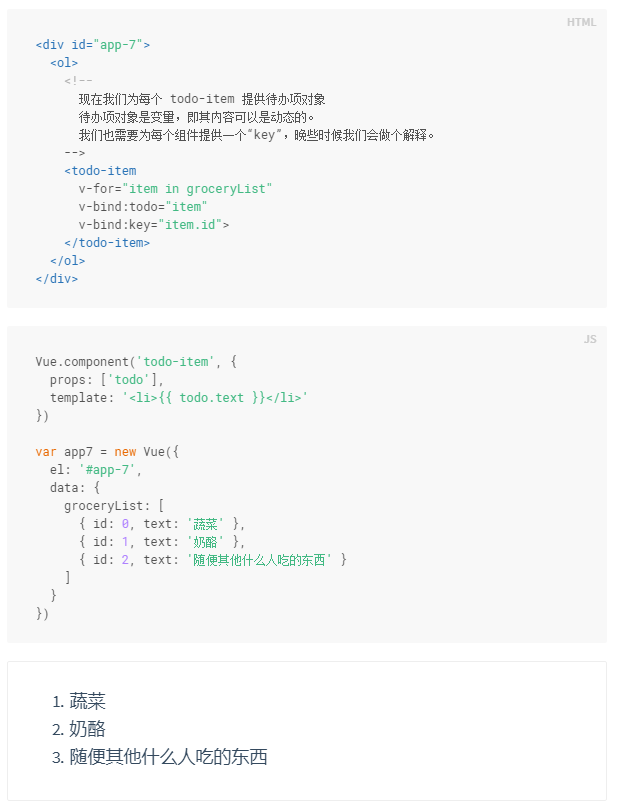 HTML
<div id="app-7">
  <ol>
    <!--
      现在我们为每个 todo-item 提供待办项对象
      待办项对象是变量，即其内容可以是动态的。
      我们也需要为每个组件提供一个“key”，晚些时候我们会做个解释。
    -->
    <todo-item
      v-for="item in groceryList"
      v-bind:todo="item"
      v-bind:key="item.id">
    </todo-item>
  </ol>
</div>
JS
Vue.component('todo-item', {
  props: ['todo'],
  template: '<li>{{ todo.text }}</li>'
})

var app7 = new Vue({
  el: '#app-7',
  data: {
    groceryList: [
      { id: 0, text: '蔬菜' },
      { id: 1, text: '奶酪' },
      { id: 2, text: '随便其他什么人吃的东西' }
    ]
  }
})
1. 蔬菜
2. 奶酪
3. 随便其他什么人吃的东西